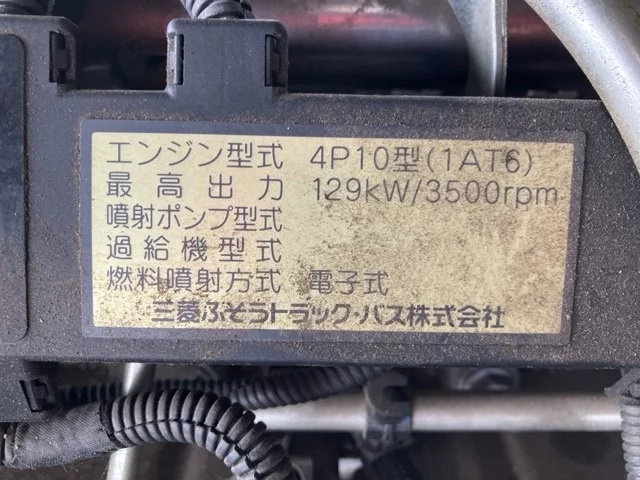 エンジン型式 4P10型(1AT6)
最高出力 129kW/3500rpm
噴射ポンプ型式
過給機型式
燃料噴射方式 電子式
三菱ふそうトラック・バス株式会社